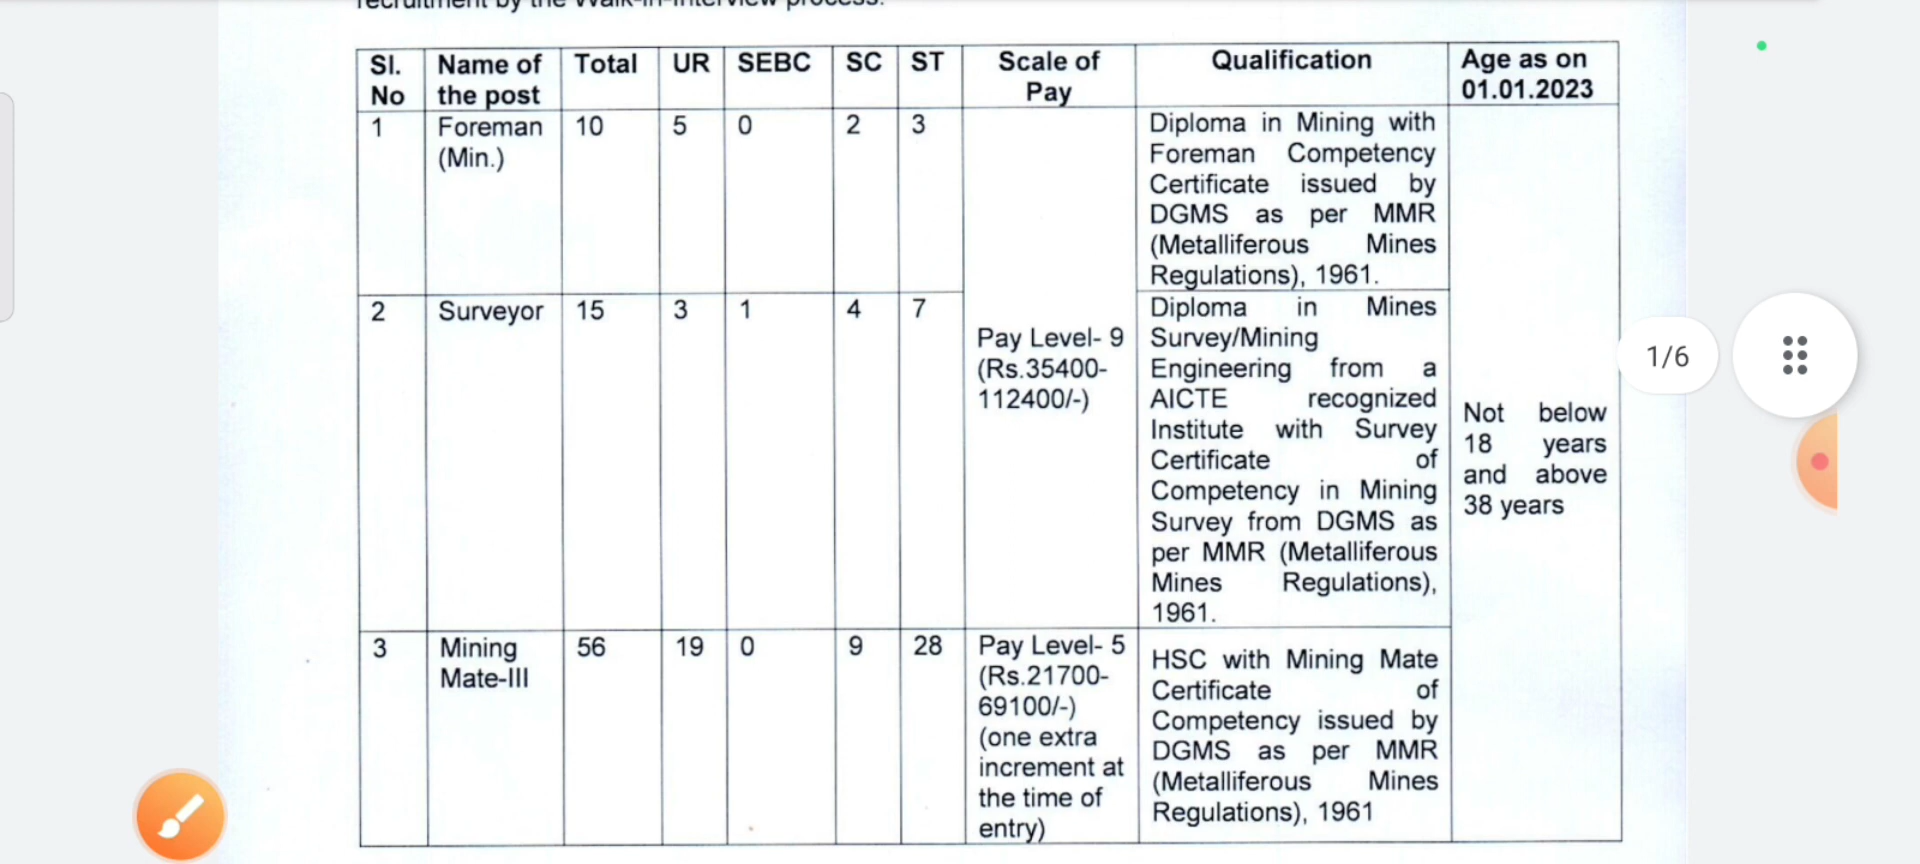 recruitment by the Walk-in-Interview process.
Sl. No | Name of the post | Total | UR | SEBC | SC | ST | Scale of Pay | Qualification | Age as on 01.01.2023
1 | Foreman (Min.) | 10 | 5 | 0 | 2 | 3
Diploma in Mining with
Foreman Competency
Certificate issued by
DGMS as per MMR
(Metalliferous Mines
Regulations), 1961.
2 | Surveyor | 15 | 3 | 1 | 4 | 7
Pay Level- 9
(Rs.35400-
112400/-)
Diploma in Mines
Survey/Mining
Engineering from a
AICTE recognized
Institute with Survey
Certificate of
Competency in Mining
Survey from DGMS as
per MMR (Metalliferous
Mines Regulations),
1961.
Not below
18 years
and above
38 years
3 | Mining Mate-III | 56 | 19 | 0 | 9 | 28
Pay Level- 5
(Rs.21700-
69100/-)
(one extra
increment at
the time of
entry)
HSC with Mining Mate
Certificate of
Competency issued by
DGMS as per MMR
(Metalliferous Mines
Regulations), 1961
1/6